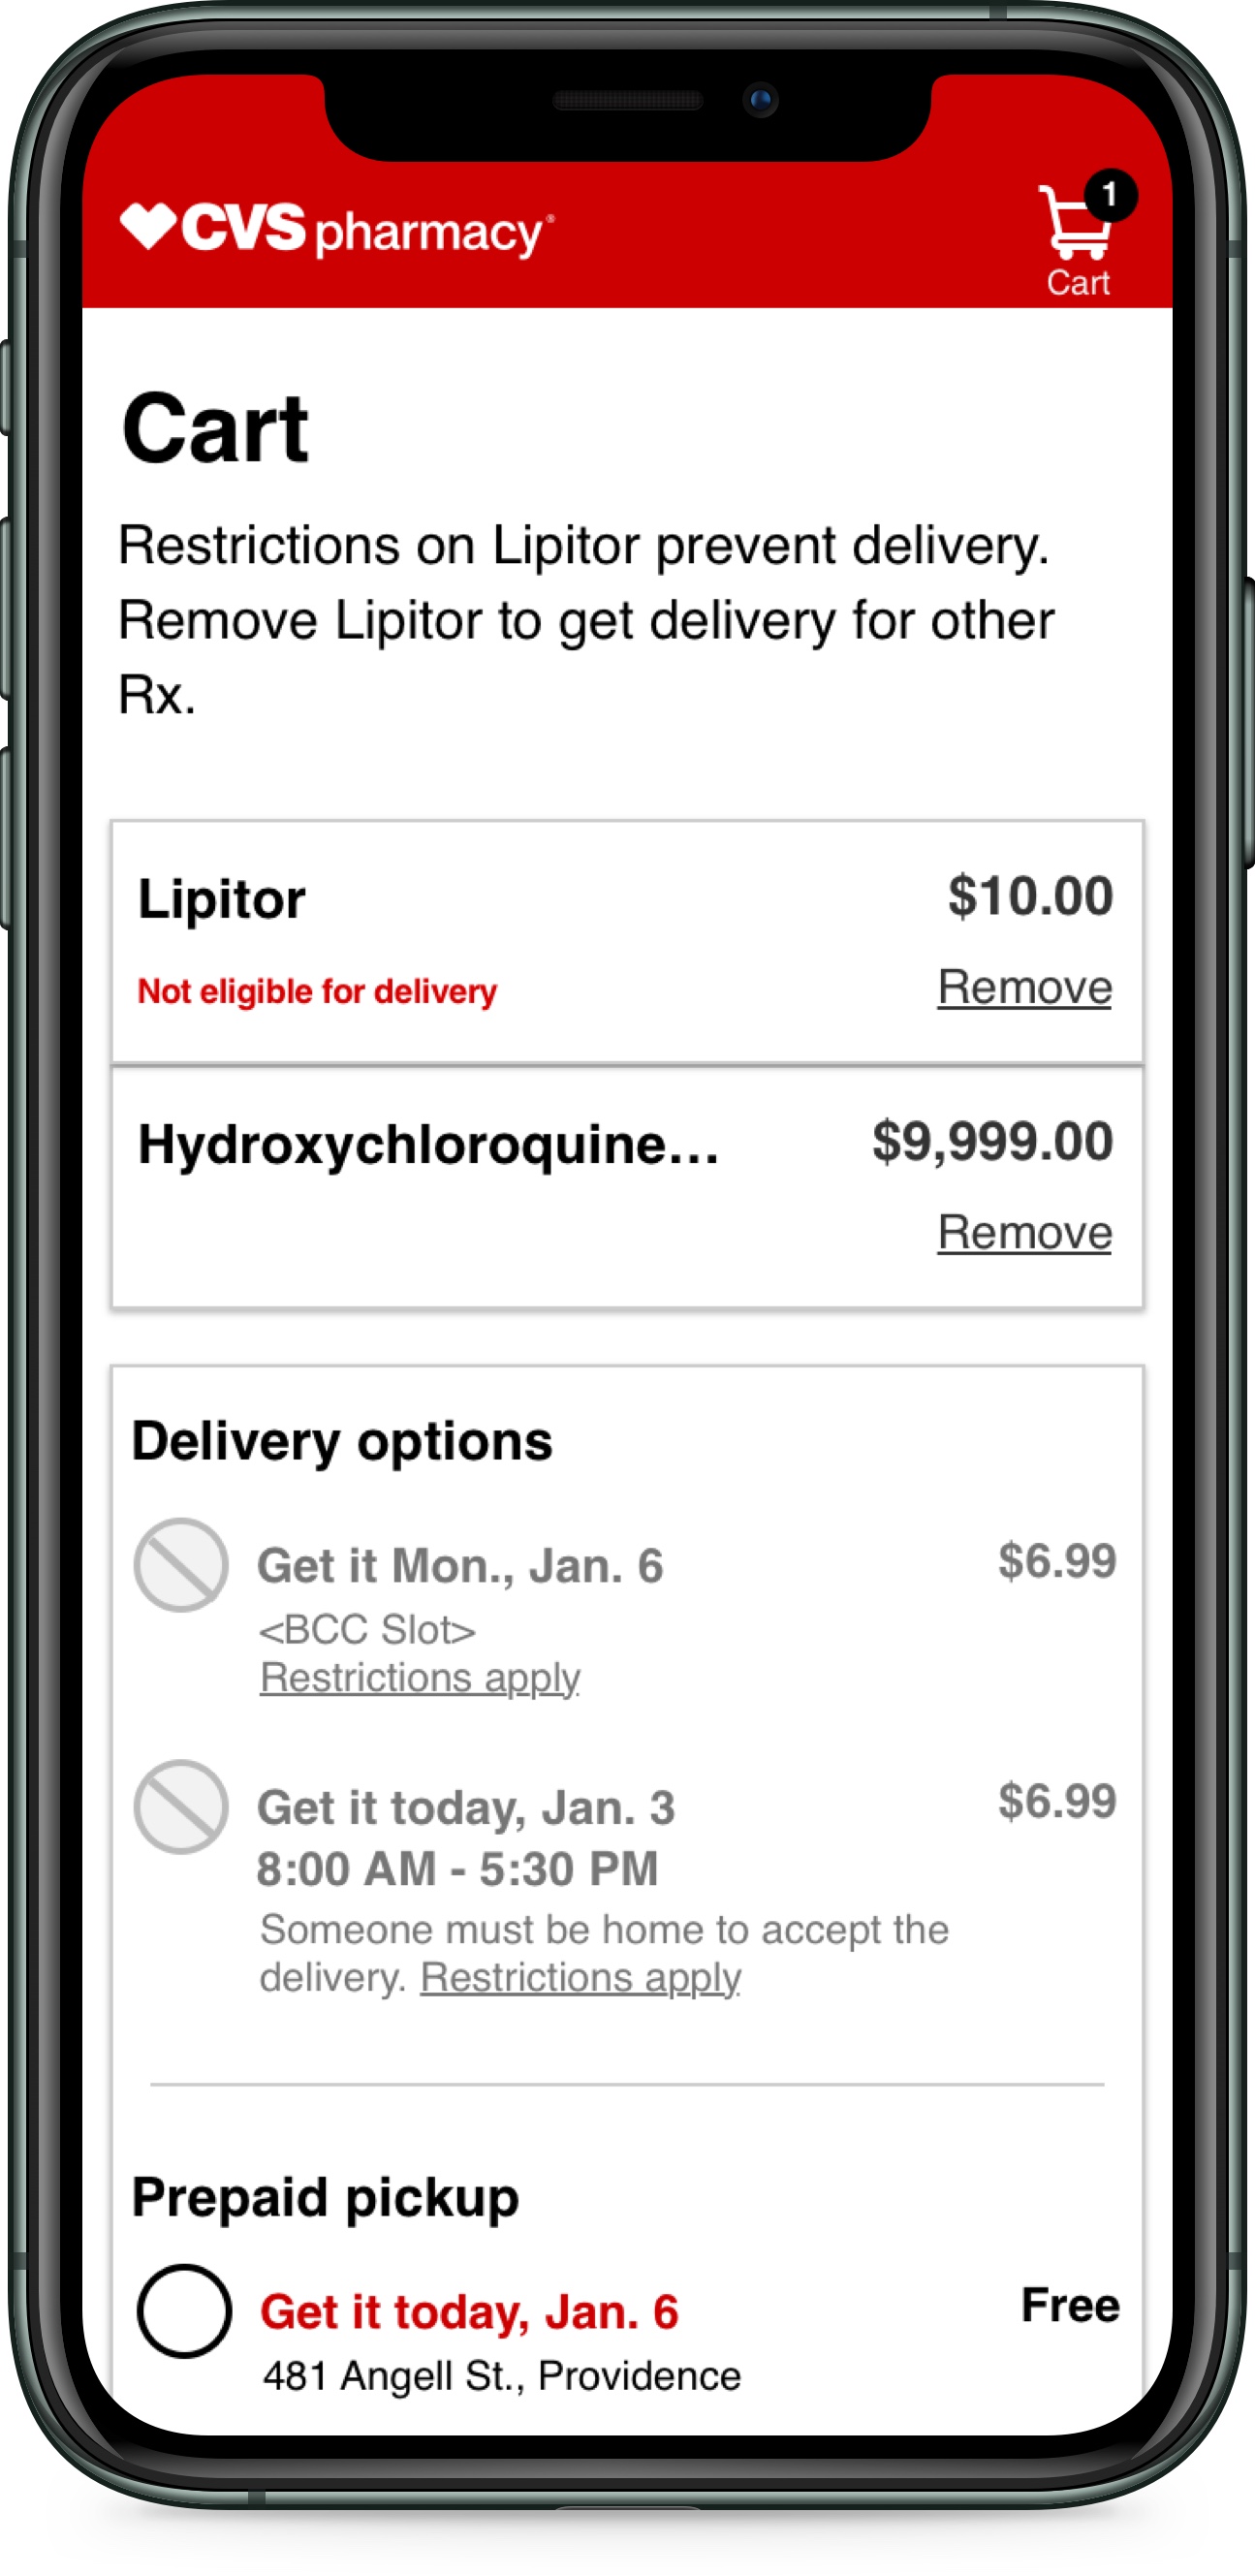 CVS pharmacy®
1
Cart
Cart
Restrictions on Lipitor prevent delivery.
Remove Lipitor to get delivery for other
Rx.
Lipitor
$10.00
Not eligible for delivery
Remove
Hydroxychloroquine...
$9,999.00
Remove
Delivery options
Get it Mon., Jan. 6
$6.99
<BCC Slot>
Restrictions apply
Get it today, Jan. 3
$6.99
8:00 AM - 5:30 PM
Someone must be home to accept the
delivery. Restrictions apply
Prepaid pickup
Get it today, Jan. 6
Free
481 Angell St., Providence